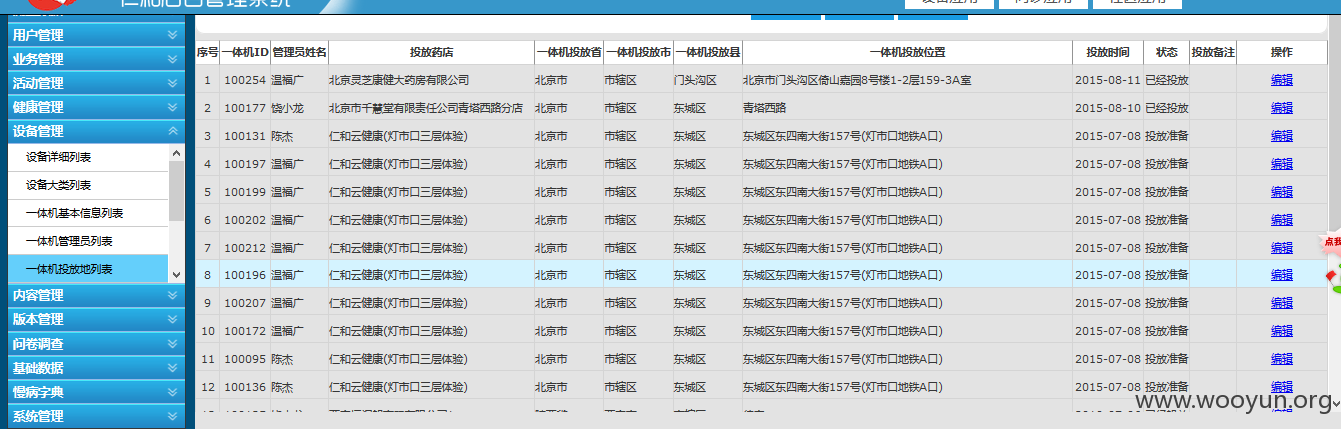 用户管理
业务管理
活动管理
健康管理
设备管理
设备详细列表
设备大类列表
一体机基本信息列表
一体机管理员列表
一体机投放地列表
内容管理
版本管理
问卷调查
基础数据
慢病字典
系统管理
序号 一体机ID 管理员姓名 投放药店 一体机投放省 一体机投放市 一体机投放县 一体机投放位置 投放时间 状态 投放备注 操作
1 100254 温福广 北京灵芝康健大药房有限公司 北京市 市辖区 门头沟区 北京市门头沟区倚山嘉园8号楼1-2层159-3A室 2015-08-11 已经投放 编辑
2 100177 饶小龙 北京市千慧堂有限责任公司青塔西路分店 北京市 市辖区 东城区 青塔西路 2015-08-10 已经投放 编辑
3 100131 陈杰 仁和云健康(灯市口三层体验) 北京市 市辖区 东城区 东城区东四南大街157号(灯市口地铁A口) 2015-07-08 投放准备 编辑
4 100197 温福广 仁和云健康(灯市口三层体验) 北京市 市辖区 东城区 东城区东四南大街157号(灯市口地铁A口) 2015-07-08 投放准备 编辑
5 100199 温福广 仁和云健康(灯市口三层体验) 北京市 市辖区 东城区 东城区东四南大街157号(灯市口地铁A口) 2015-07-08 投放准备 编辑
6 100202 温福广 仁和云健康(灯市口三层体验) 北京市 市辖区 东城区 东城区东四南大街157号(灯市口地铁A口) 2015-07-08 投放准备 编辑
7 100212 温福广 仁和云健康(灯市口三层体验) 北京市 市辖区 东城区 东城区东四南大街157号(灯市口地铁A口) 2015-07-08 投放准备 编辑
8 100196 温福广 仁和云健康(灯市口三层体验) 北京市 市辖区 东城区 东城区东四南大街157号(灯市口地铁A口) 2015-07-08 投放准备 编辑
9 100207 温福广 仁和云健康(灯市口三层体验) 北京市 市辖区 东城区 东城区东四南大街157号(灯市口地铁A口) 2015-07-08 投放准备 编辑
10 100172 温福广 仁和云健康(灯市口三层体验) 北京市 市辖区 东城区 东城区东四南大街157号(灯市口地铁A口) 2015-07-08 投放准备 编辑
11 100095 陈杰 仁和云健康(灯市口三层体验) 北京市 市辖区 东城区 东城区东四南大街157号(灯市口地铁A口) 2015-07-08 投放准备 编辑
12 100136 陈杰 仁和云健康(灯市口三层体验) 北京市 市辖区 东城区 东城区东四南大街157号(灯市口地铁A口) 2015-07-08 投放准备 编辑
点我
www.wooyun.org